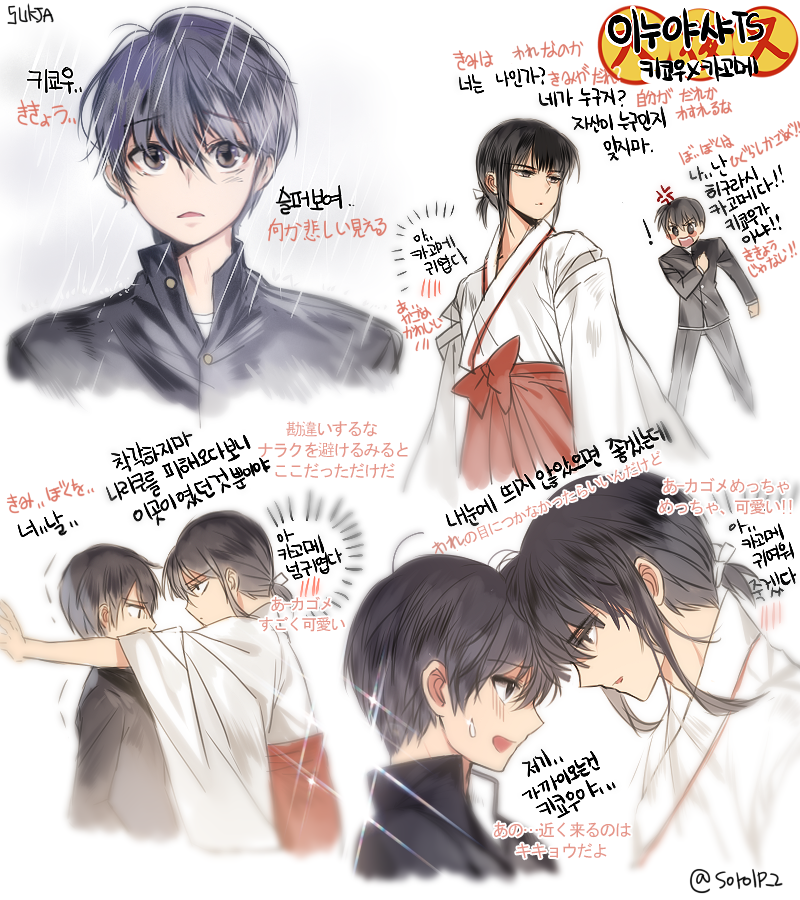 SUKJA
이누야샤TS
키쿄우X카고메
키쿄우..
ききょう..
슬퍼보여..
何か悲しい見える
きみは われなのか
너는 나인가?
きみがだれ?
네가 누구지?
自分が だれか
わすれるな
자신이 누구인지
잊지마.
ぼ..ぼくは
ひぐらしかごめ!!
나..난
히구라시
카고메다!!
키쿄우가
아냐!!
ききょう
じゃなし!!
!
아..
카고메
귀엽다
あ..
かごめ
かわいい
착각하지마
나라쿠를 피해오다보니
이곳이였던것 뿐이야
勘違いするな
ナラクを避けるみると
ここだっただけだ
きみ..ぼくを..
네..날..
아
카고메
넘귀엽다
あーカゴメ
すごく可愛い
내눈에 띄지 않았으면 좋겠는데
われの目につかなかったらいいんだけど
あーカゴメめっちゃ
めっちゃ、可愛い!!
아..
카고메
귀여워
죽겠다
저기..
가까이오는건
키쿄우야...
あの…近く来るのは
キキョウだよ
@SorolP_2